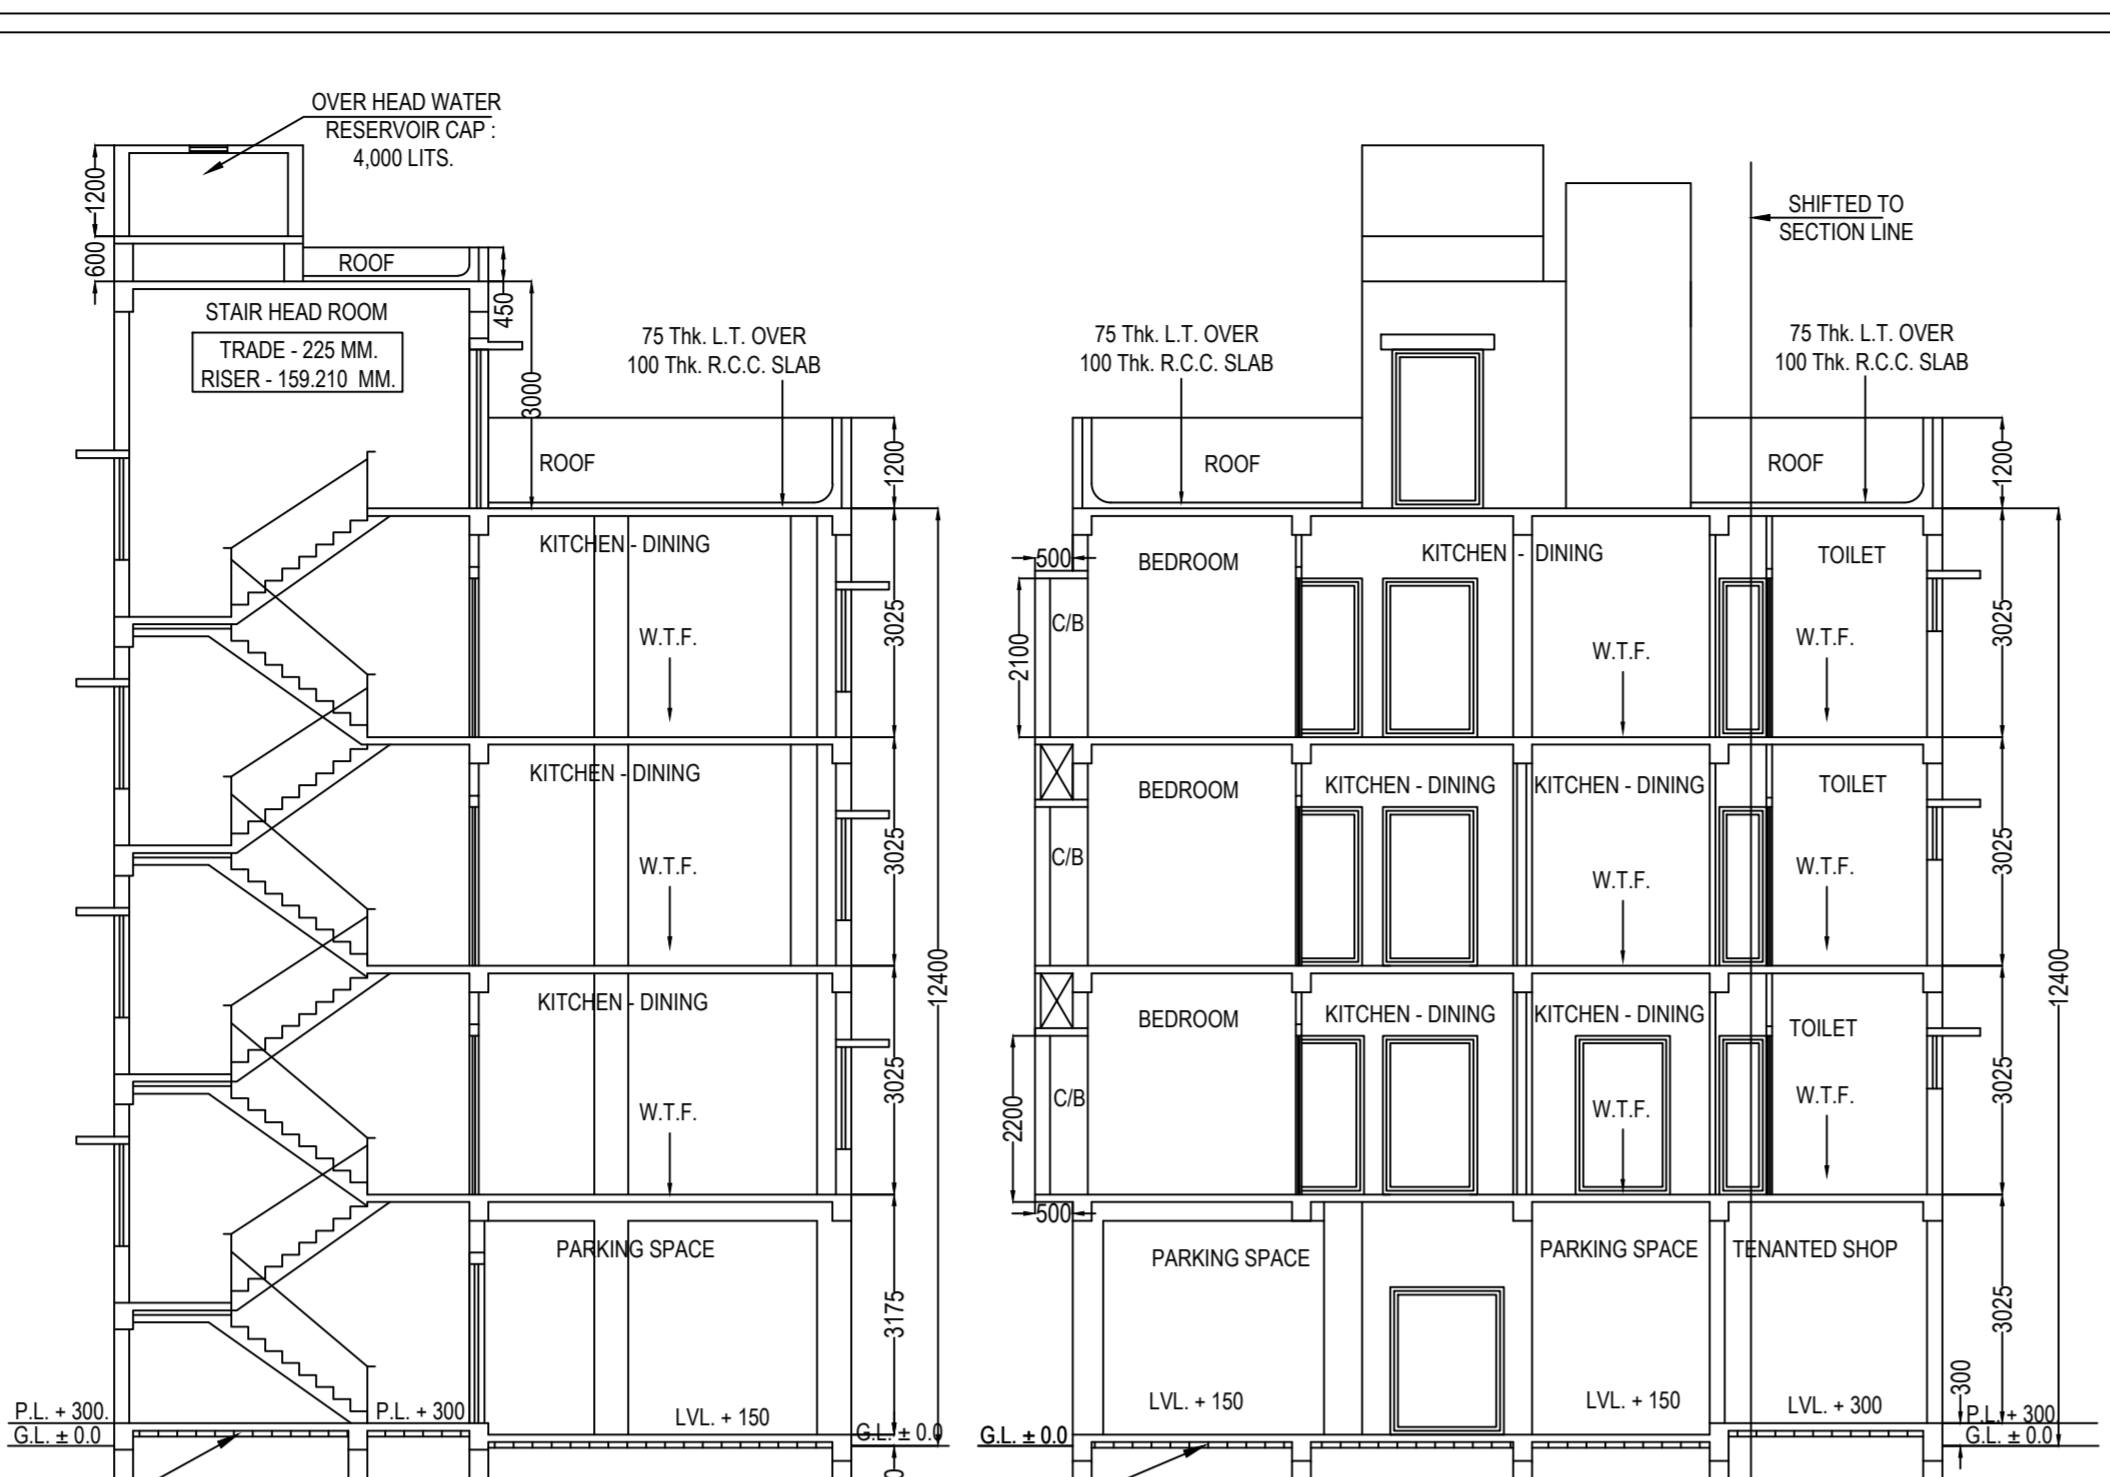 OVER HEAD WATER
RESERVOIR CAP :
4,000 LITS.
1200
600
ROOF
450
STAIR HEAD ROOM
TRADE - 225 MM.
RISER - 159.210 MM.
3000
75 Thk. L.T. OVER
100 Thk. R.C.C. SLAB
ROOF
1200
KITCHEN - DINING
W.T.F.
3025
KITCHEN - DINING
W.T.F.
3025
12400
KITCHEN - DINING
W.T.F.
3025
PARKING SPACE
3175
P.L. + 300.
G.L. ± 0.0
P.L. + 300
LVL. + 150
G.L. ± 0.0
SHIFTED TO
SECTION LINE
75 Thk. L.T. OVER
100 Thk. R.C.C. SLAB
75 Thk. L.T. OVER
100 Thk. R.C.C. SLAB
ROOF
ROOF
1200
500
BEDROOM
KITCHEN - DINING
TOILET
C/B
2100
W.T.F.
W.T.F.
3025
BEDROOM
KITCHEN - DINING
KITCHEN - DINING
TOILET
C/B
W.T.F.
W.T.F.
3025
12400
BEDROOM
KITCHEN - DINING
KITCHEN - DINING
TOILET
C/B
2200
W.T.F.
W.T.F.
3025
500
PARKING SPACE
PARKING SPACE
TENANTED SHOP
3025
300
LVL. + 150
LVL. + 150
LVL. + 300
P.L. + 300
G.L. ± 0.0
G.L. ± 0.0